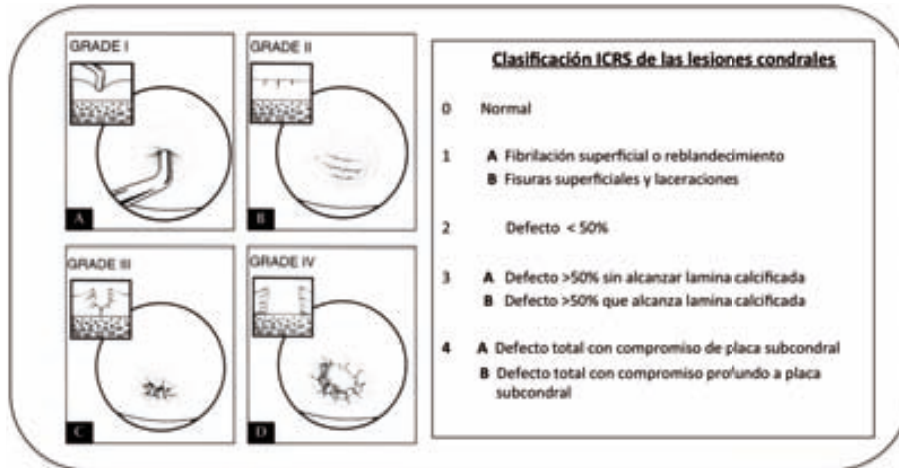 GRADE I
A
GRADE II
B
GRADE III
C
GRADE IV
D
Clasificación ICRS de las lesiones condrales
0 Normal
1 A Fibrilación superficial o reblandecimiento
B Fisuras superficiales y laceraciones
2 Defecto < 50%
3 A Defecto >50% sin alcanzar lamina calcificada
B Defecto >50% que alcanza lamina calcificada
4 A Defecto total con compromiso de placa subcondral
B Defecto total con compromiso profundo a placa
subcondral